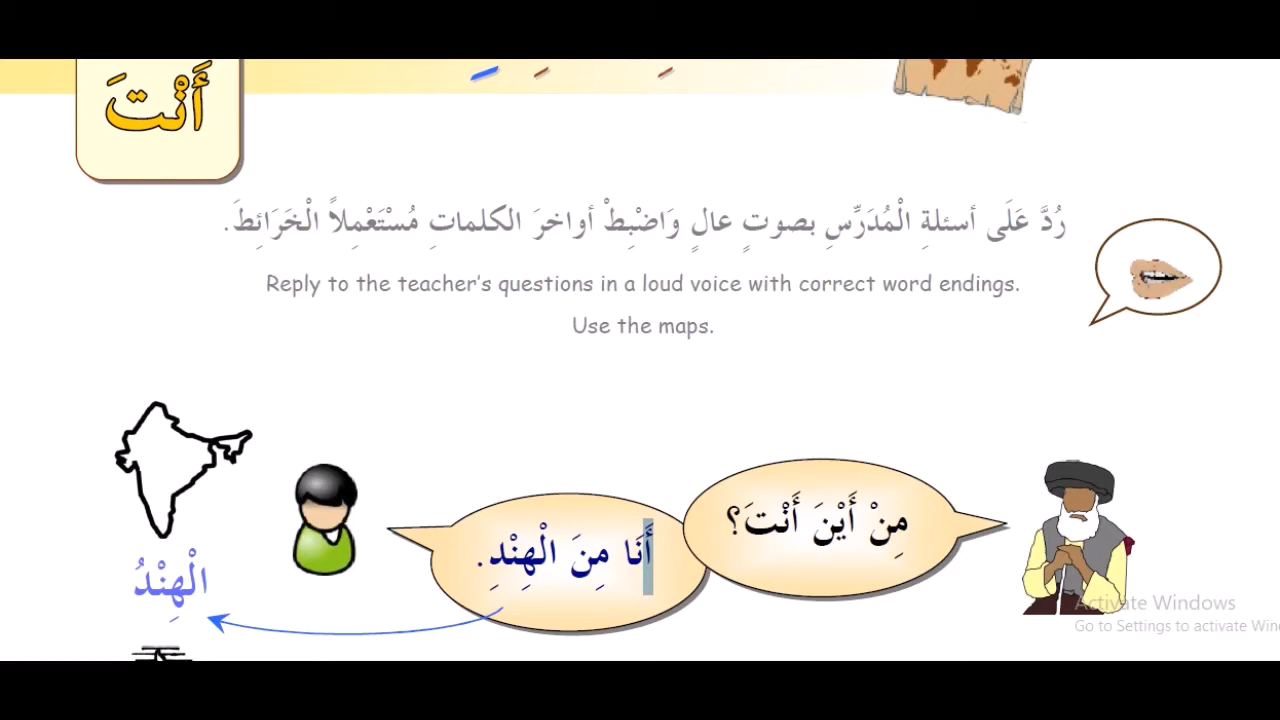 أَنْتَ
رُدَّ عَلَى أسئلةِ الْمُدَرِّسِ بصوتٍ عالٍ وَاضْبِطْ أواخرَ الكلماتِ مُسْتَعْمِلاً الْخَرَائِطَ.
Reply to the teacher's questions in a loud voice with correct word endings.
Use the maps.
مِنْ أَيْنَ أَنْتَ؟
أَنَا مِنَ الْهِنْدِ.
الْهِنْدُ
Activate Windows
Go to Settings to activate Win